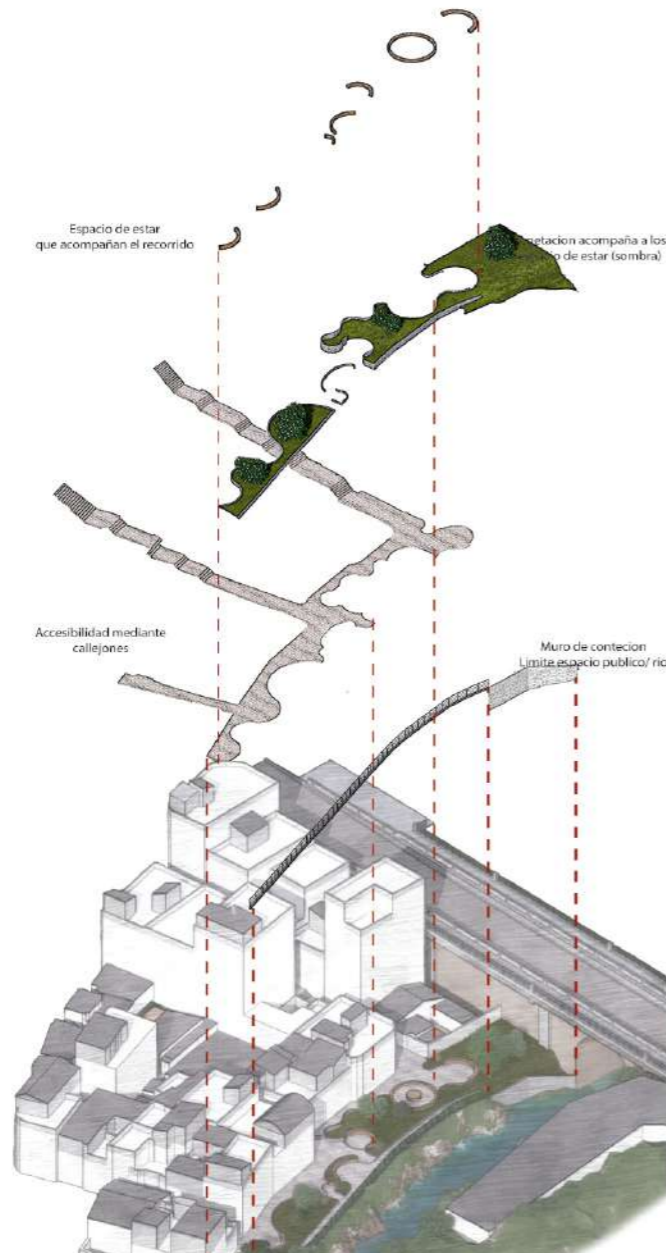 Espacio de estar
que acompañan el recorrido
acompaña a los
de estar (sombra)
Accesibilidad mediante
callejones
Muro de contecion
Limite espacio publico/ rio